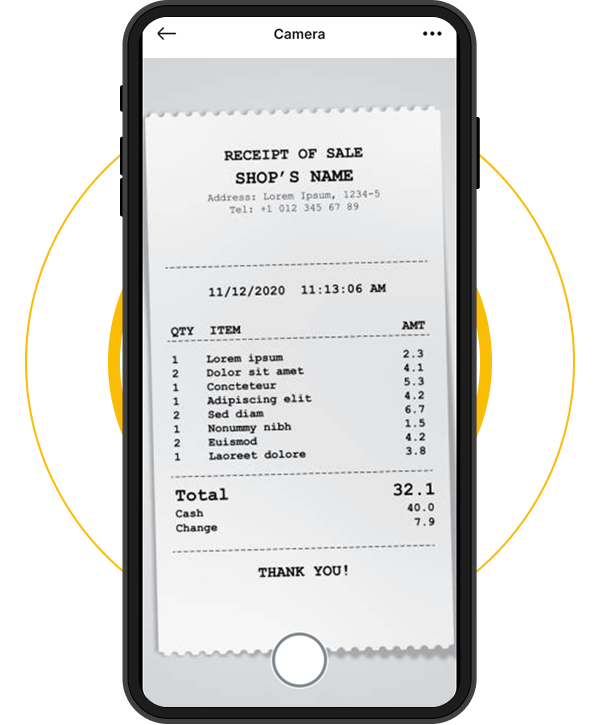 Camera
RECEIPT OF SALE
SHOP'S NAME
Address: Lorem Ipsum, 1234-5
Tel: +1 012 345 67 89
11/12/2020 11:13:06 AM
QTY ITEM AMT
1 Lorem ipsum 2.3
2 Dolor sit amet 4.1
1 Concteteur 5.3
1 Adipiscing elit 4.2
2 Sed diam 6.7
1 Nonummy nibh 1.5
2 Euismod 4.2
1 Laoreet dolore 3.8
Total 32.1
Cash 40.0
Change 7.9
THANK YOU!